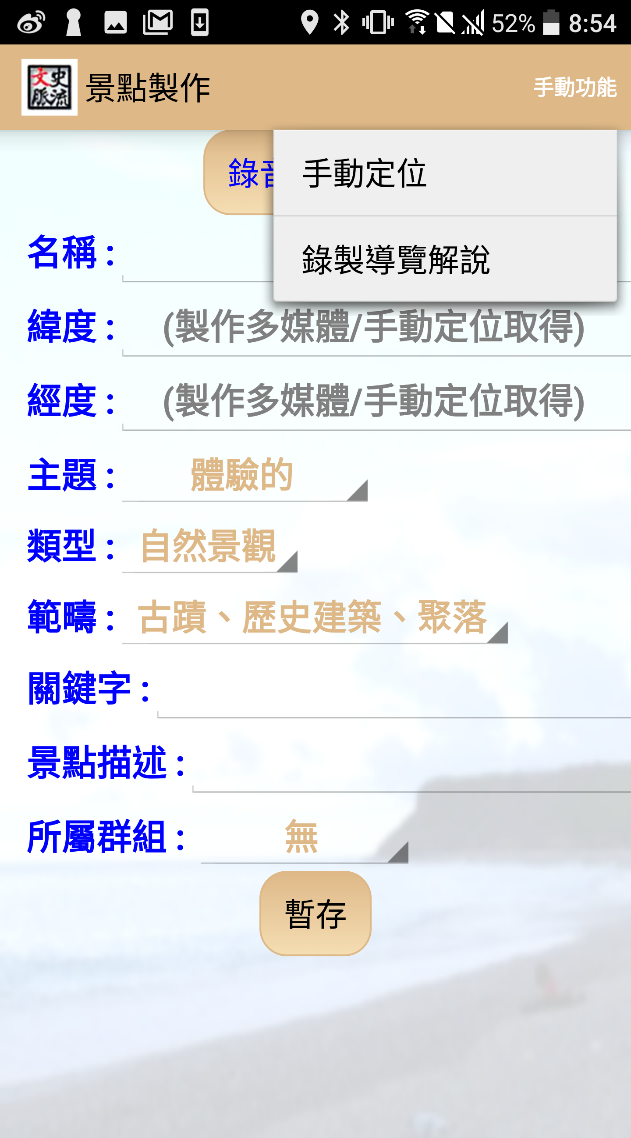 52% 8:54
文史
脈流
景點製作
手動功能
錄音
手動定位
錄製導覽解說
名稱 :
緯度 : (製作多媒體/手動定位取得)
經度 : (製作多媒體/手動定位取得)
主題 : 體驗的
類型 : 自然景觀
範疇 : 古蹟、歷史建築、聚落
關鍵字 :
景點描述 :
所屬群組 : 無
暫存